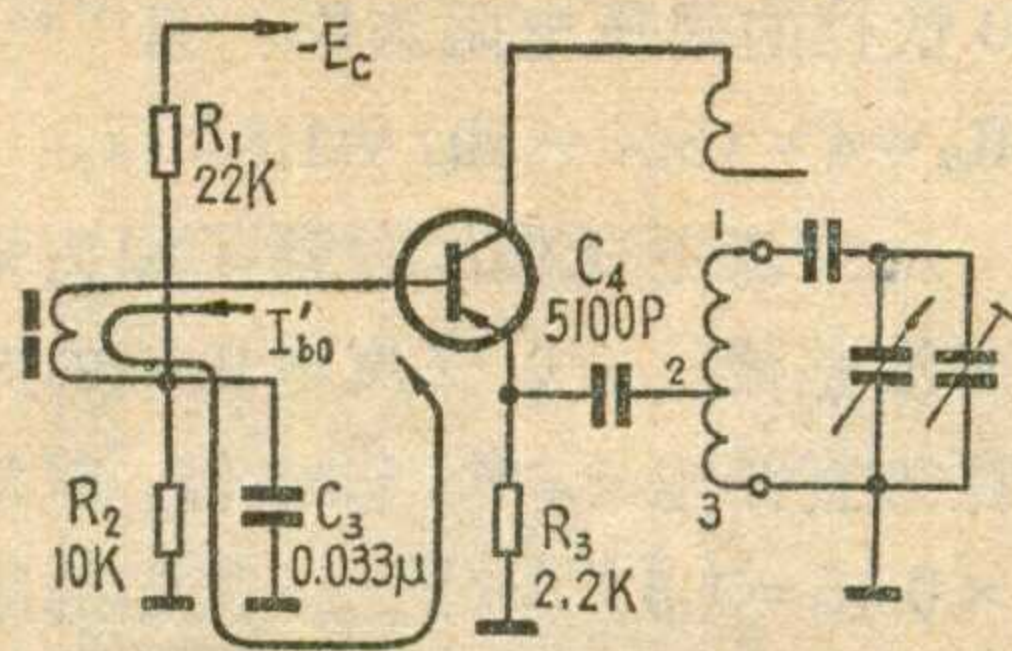 -Ec
R₁
22K
I'b0
C₄
5100P
1
2
3
R₂
10K
C₃
0.033μ
R₃
2.2K